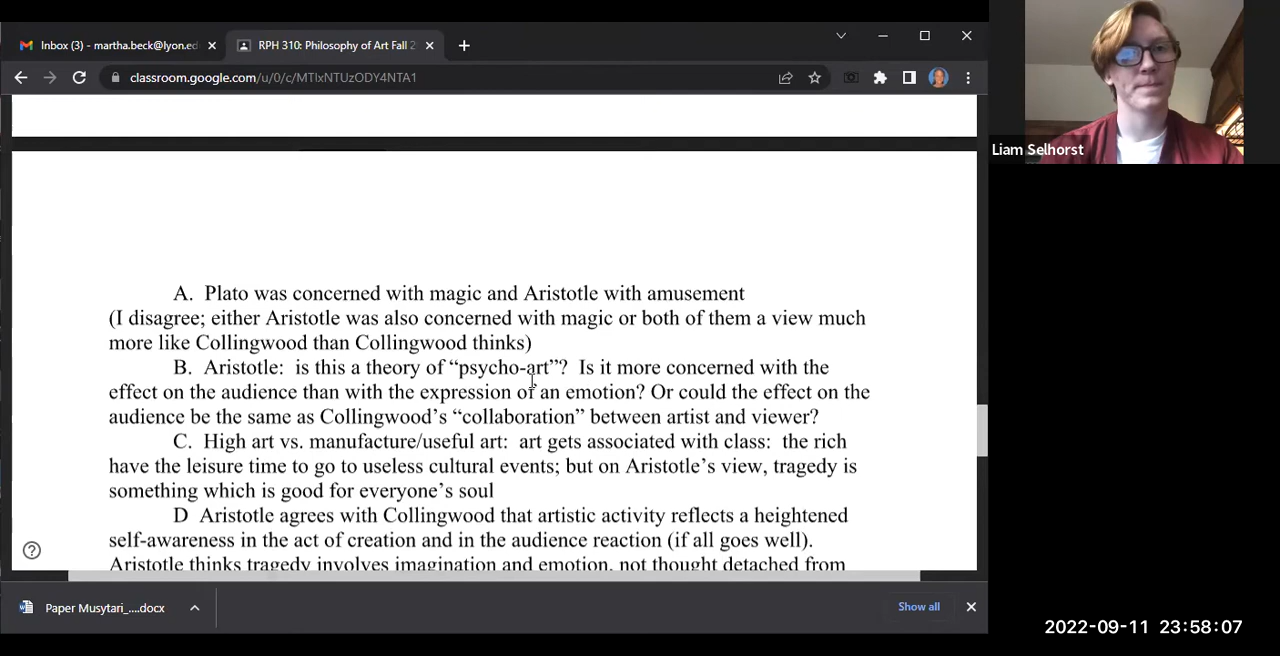 Inbox (3) - martha.beck@lyon.ed
RPH 310: Philosophy of Art Fall 2
classroom.google.com/u/0/c/MTIxNTUzODY4NTA1
Liam Selhorst
A. Plato was concerned with magic and Aristotle with amusement
(I disagree; either Aristotle was also concerned with magic or both of them a view much
more like Collingwood than Collingwood thinks)
B. Aristotle: is this a theory of “psycho-art”? Is it more concerned with the
effect on the audience than with the expression of an emotion? Or could the effect on the
audience be the same as Collingwood’s “collaboration” between artist and viewer?
C. High art vs. manufacture/useful art: art gets associated with class: the rich
have the leisure time to go to useless cultural events; but on Aristotle’s view, tragedy is
something which is good for everyone’s soul
D Aristotle agrees with Collingwood that artistic activity reflects a heightened
self-awareness in the act of creation and in the audience reaction (if all goes well).
Aristotle thinks tragedy involves imagination and emotion, not thought detached from
Paper Musytari_....docx
Show all
2022-09-11 23:58:07